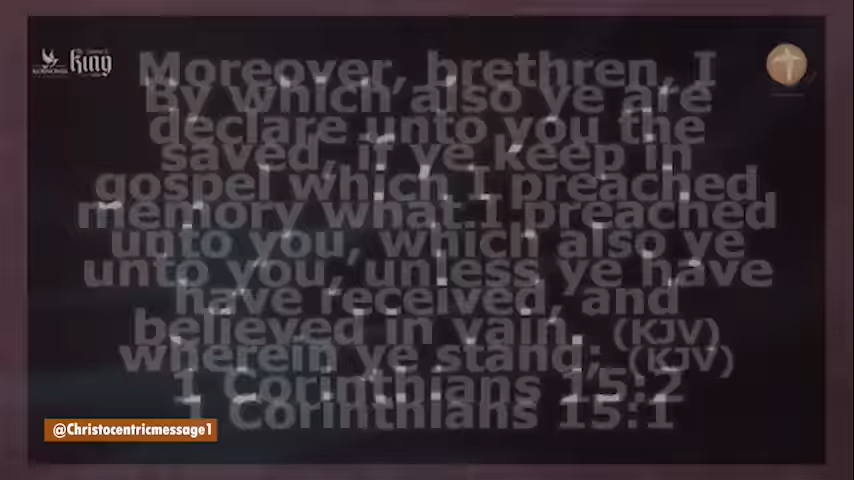 KOINONIA
King
Moreover, brethren, I
By which also ye are
declare unto you the
saved, if ye keep in
gospel which I preached
memory what I preached
unto you, which also ye
unto you, unless ye have
have received, and
believed in vain. (KJV)
wherein ye stand; (KJV)
1 Corinthians 15:2
1 Corinthians 15:1
@Christocentricmessage1